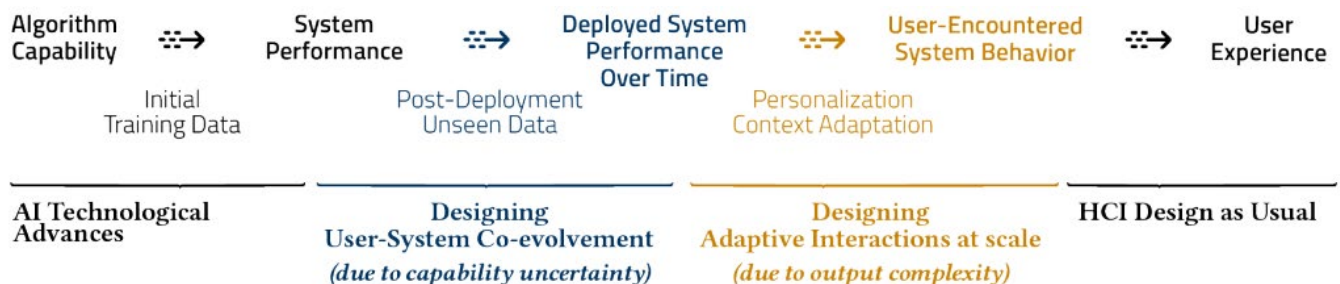 Algorithm
Capability
System
Performance
Deployed System
Performance
Over Time
User-Encountered
System Behavior
User
Experience
Initial
Training Data
Post-Deployment
Unseen Data
Personalization
Context Adaptation
AI Technological
Advances
Designing
User-System Co-evolvement
(due to capability uncertainty)
Designing
Adaptive Interactions at scale
(due to output complexity)
HCI Design as Usual